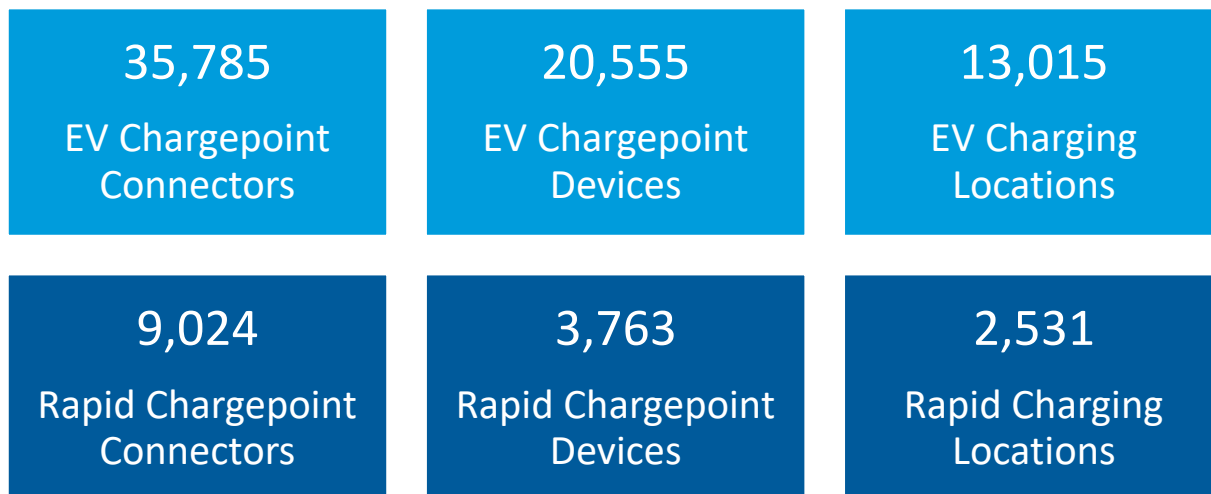 35,785
EV Chargepoint
Connectors
20,555
EV Chargepoint
Devices
13,015
EV Charging
Locations
9,024
Rapid Chargepoint
Connectors
3,763
Rapid Chargepoint
Devices
2,531
Rapid Charging
Locations